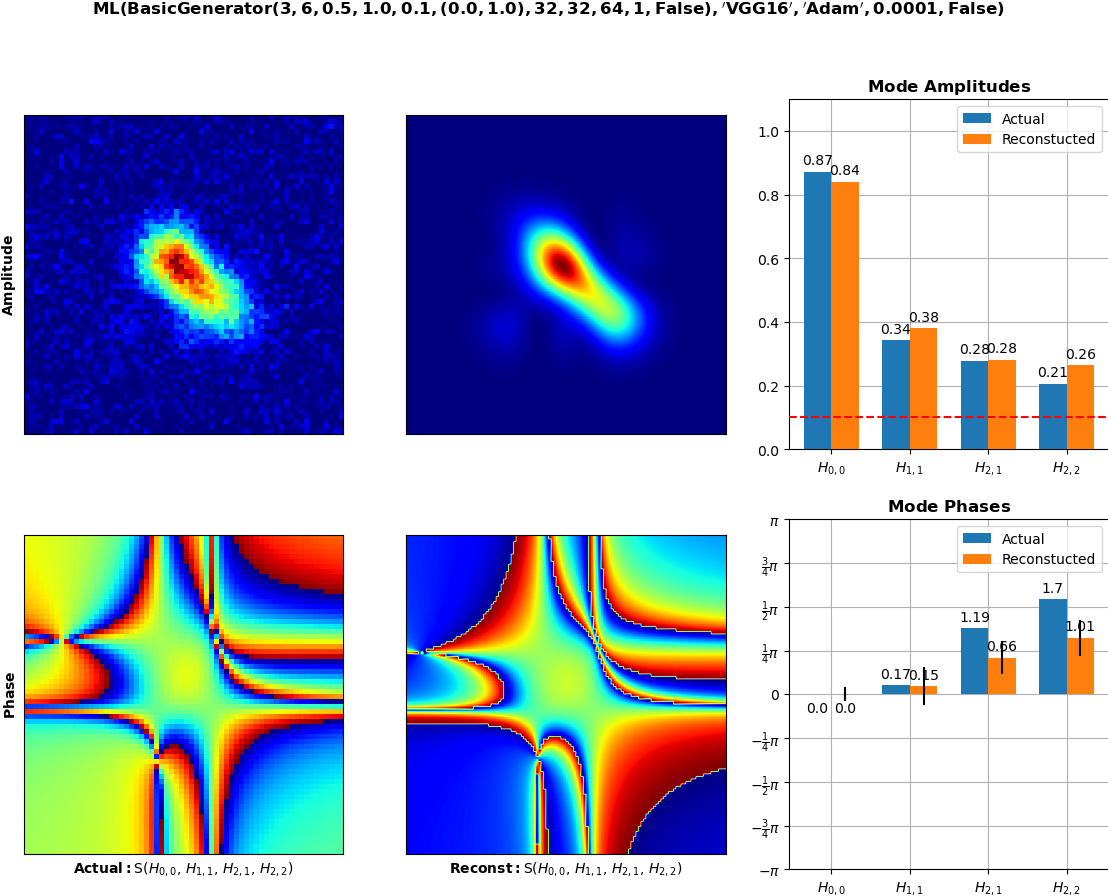 ML(BasicGenerator(3, 6, 0.5, 1.0, 0.1, (0.0, 1.0), 32, 32, 64, 1, False), 'VGG16', 'Adam', 0.0001, False)
Mode Amplitudes
Amplitude
Actual
Reconstucted
1.0
0.8
0.6
0.4
0.2
0.0
0.87
0.84
0.34
0.38
0.28
0.28
0.21
0.26
H0,0
H1,1
H2,1
H2,2
Mode Phases
Phase
Actual
Reconstucted
π
3/4π
1/2π
1/4π
0
−1/4π
−1/2π
−3/4π
−π
0.0
0.0
0.17
0.15
1.19
0.66
1.7
1.01
H0,0
H1,1
H2,1
H2,2
Actual: S(H0,0, H1,1, H2,1, H2,2)
Reconst: S(H0,0, H1,1, H2,1, H2,2)